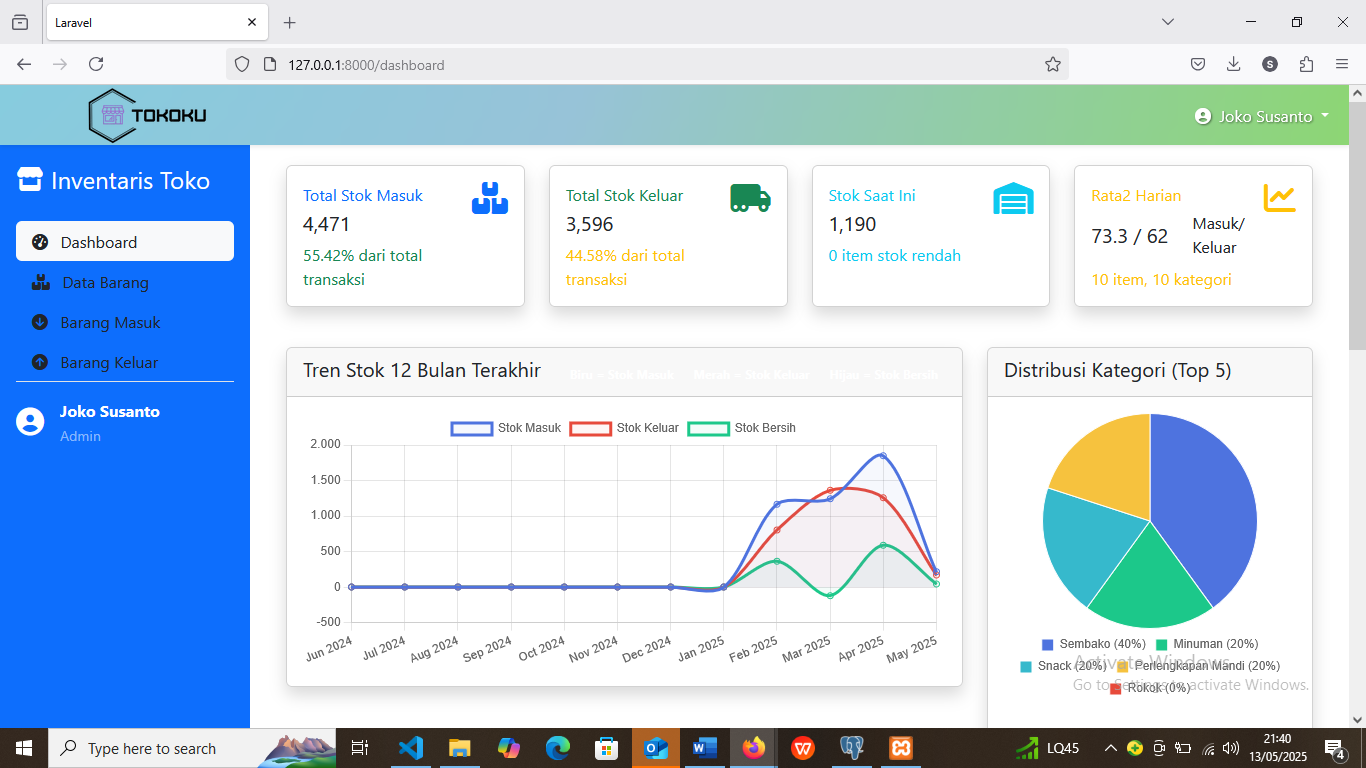 Laravel
127.0.0.1:8000/dashboard
S
TOKOKU
Joko Susanto
Inventaris Toko
Dashboard
Data Barang
Barang Masuk
Barang Keluar
Joko Susanto
Admin
Total Stok Masuk
4,471
55.42% dari total
transaksi
Total Stok Keluar
3,596
44.58% dari total
transaksi
Stok Saat Ini
1,190
0 item stok rendah
Rata2 Harian
73.3 / 62
Masuk/
Keluar
10 item, 10 kategori
Tren Stok 12 Bulan Terakhir
Biru = Stok Masuk Merah = Stok Keluar Hijau = Stok Bersih
Stok Masuk Stok Keluar Stok Bersih
2.000
1.500
1.000
500
0
-500
Jun 2024 Jul 2024 Aug 2024 Sep 2024 Oct 2024 Nov 2024 Dec 2024 Jan 2025 Feb 2025 Mar 2025 Apr 2025 May 2025
Distribusi Kategori (Top 5)
Sembako (40%) Minuman (20%)
Snack (20%) Perlengkapan Mandi (20%)
Rokok (0%)
Activate Windows
Go to Settings to activate Windows.
Type here to search
LQ45
21:40
13/05/2025
4